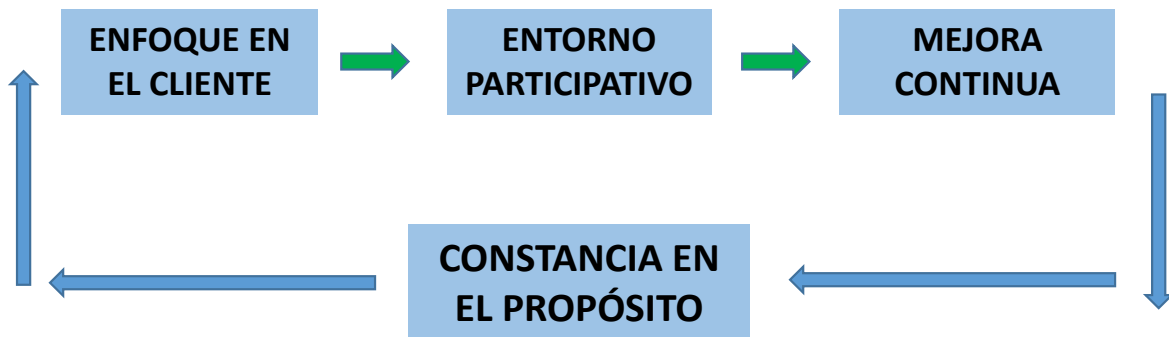 ENFOQUE EN
EL CLIENTE
ENTORNO
PARTICIPATIVO
MEJORA
CONTINUA
CONSTANCIA EN
EL PROPÓSITO